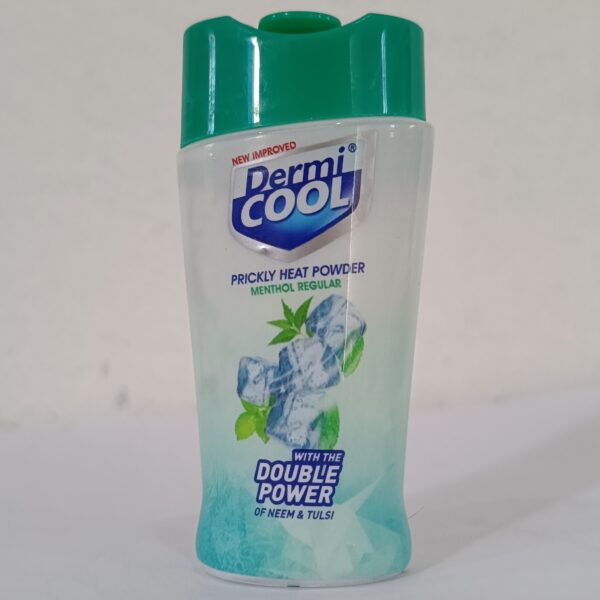 NEW IMPROVED
Dermi®
COOL
PRICKLY HEAT POWDER
MENTHOL REGULAR
WITH THE
DOUBLE
POWER
OF NEEM & TULSI